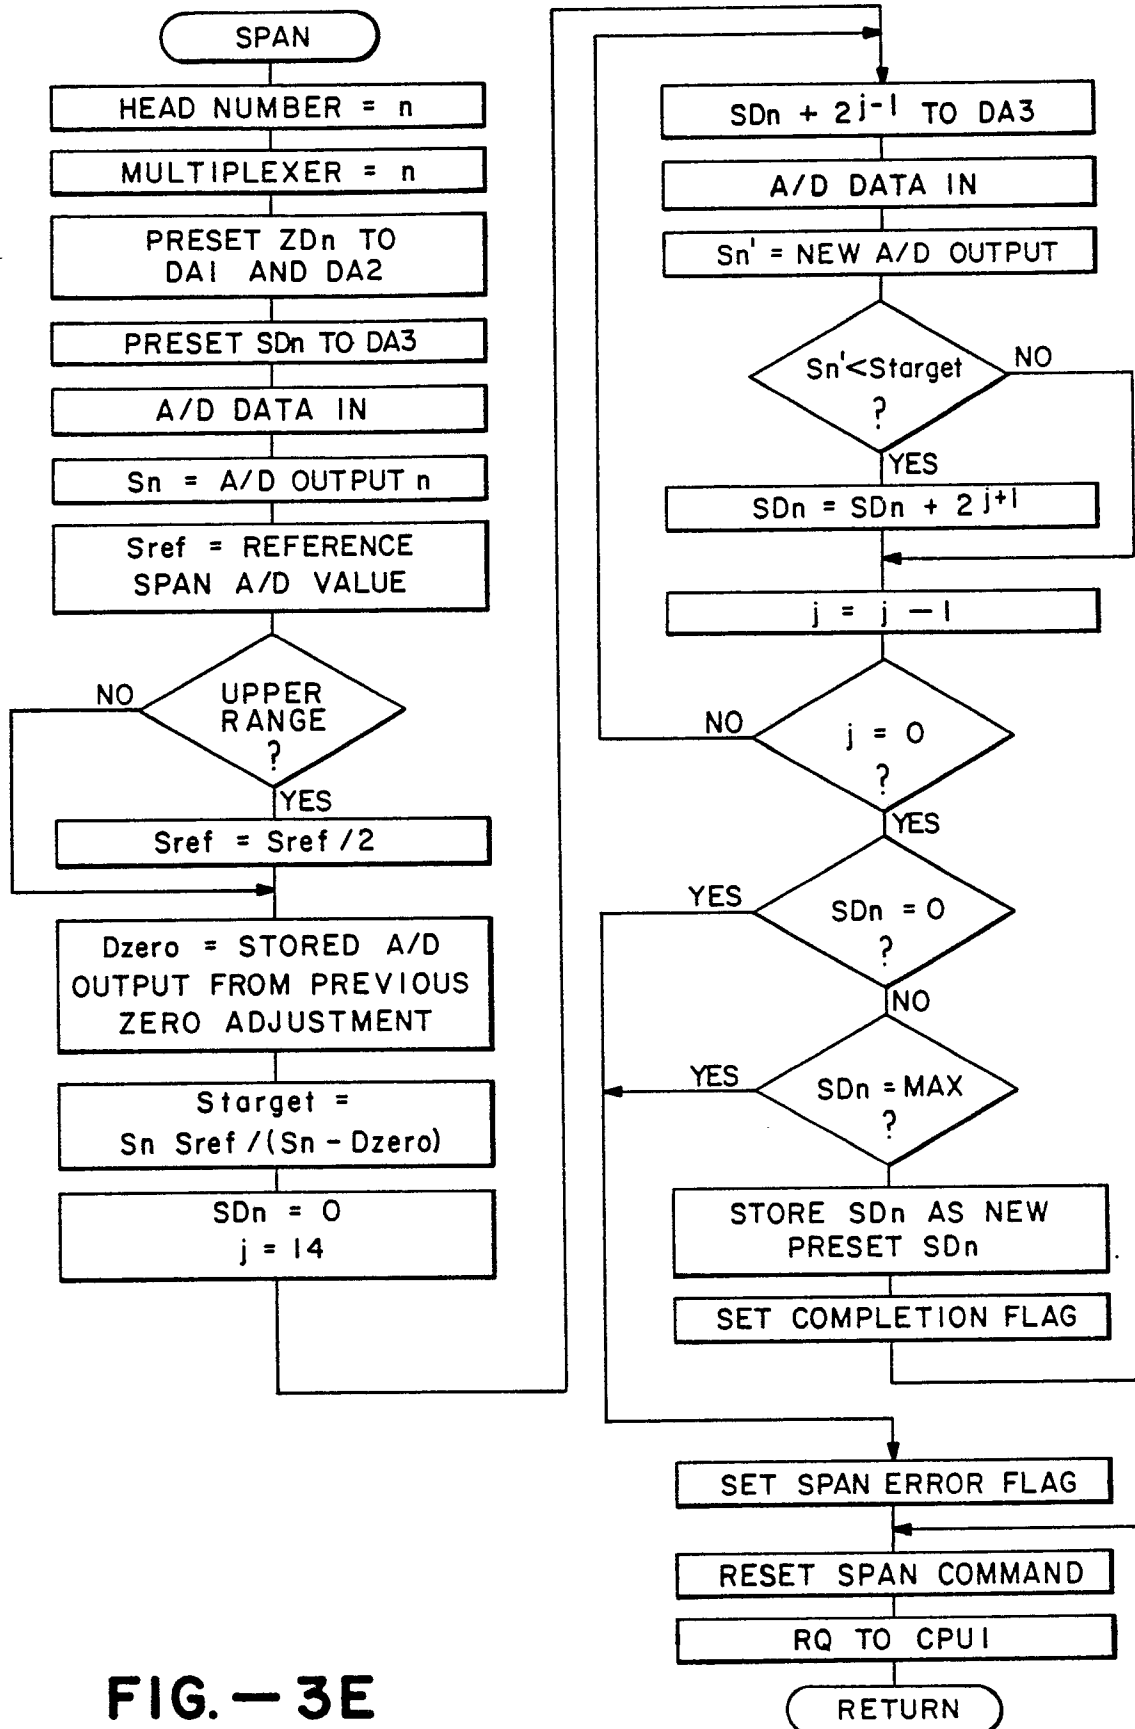 SPAN
HEAD NUMBER = n
MULTIPLEXER = n
PRESET ZDn TO
DA1 AND DA2
PRESET SDn TO DA3
A/D DATA IN
Sn = A/D OUTPUT n
Sref = REFERENCE
SPAN A/D VALUE
NO
UPPER
RANGE
?
YES
Sref = Sref / 2
Dzero = STORED A/D
OUTPUT FROM PREVIOUS
ZERO ADJUSTMENT
Starget =
Sn Sref / (Sn - Dzero)
SDn = 0
j = 14
SDn + 2^j-1 TO DA3
A/D DATA IN
Sn' = NEW A/D OUTPUT
Sn' < Starget
?
NO
YES
SDn = SDn + 2^j+1
j = j - 1
NO
j = 0
?
YES
YES
SDn = 0
?
NO
YES
SDn = MAX
?
STORE SDn AS NEW
PRESET SDn
SET COMPLETION FLAG
SET SPAN ERROR FLAG
RESET SPAN COMMAND
RQ TO CPU1
RETURN
FIG. — 3E